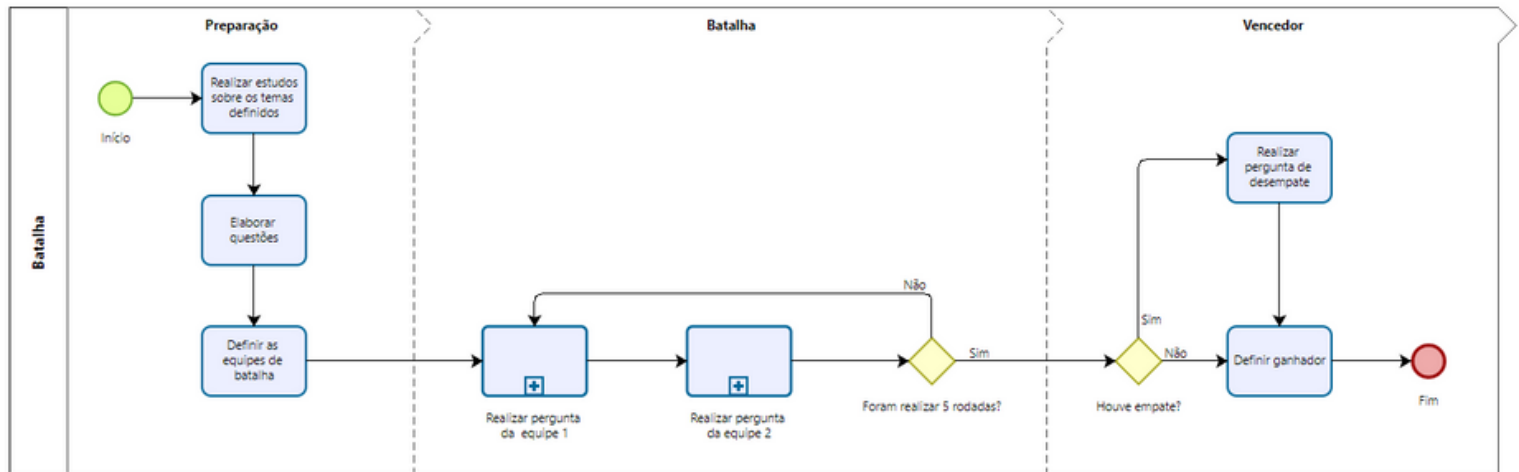 Preparação
Batalha
Vencedor
Batalha
Início
Realizar estudos
sobre os temas
definidos
Elaborar
questões
Definir as
equipes de
batalha
Realizar pergunta
da equipe 1
Realizar pergunta
da equipe 2
Não
Sim
Foram realizar 5 rodadas?
Sim
Não
Houve empate?
Realizar
pergunta de
desempate
Definir ganhador
Fim